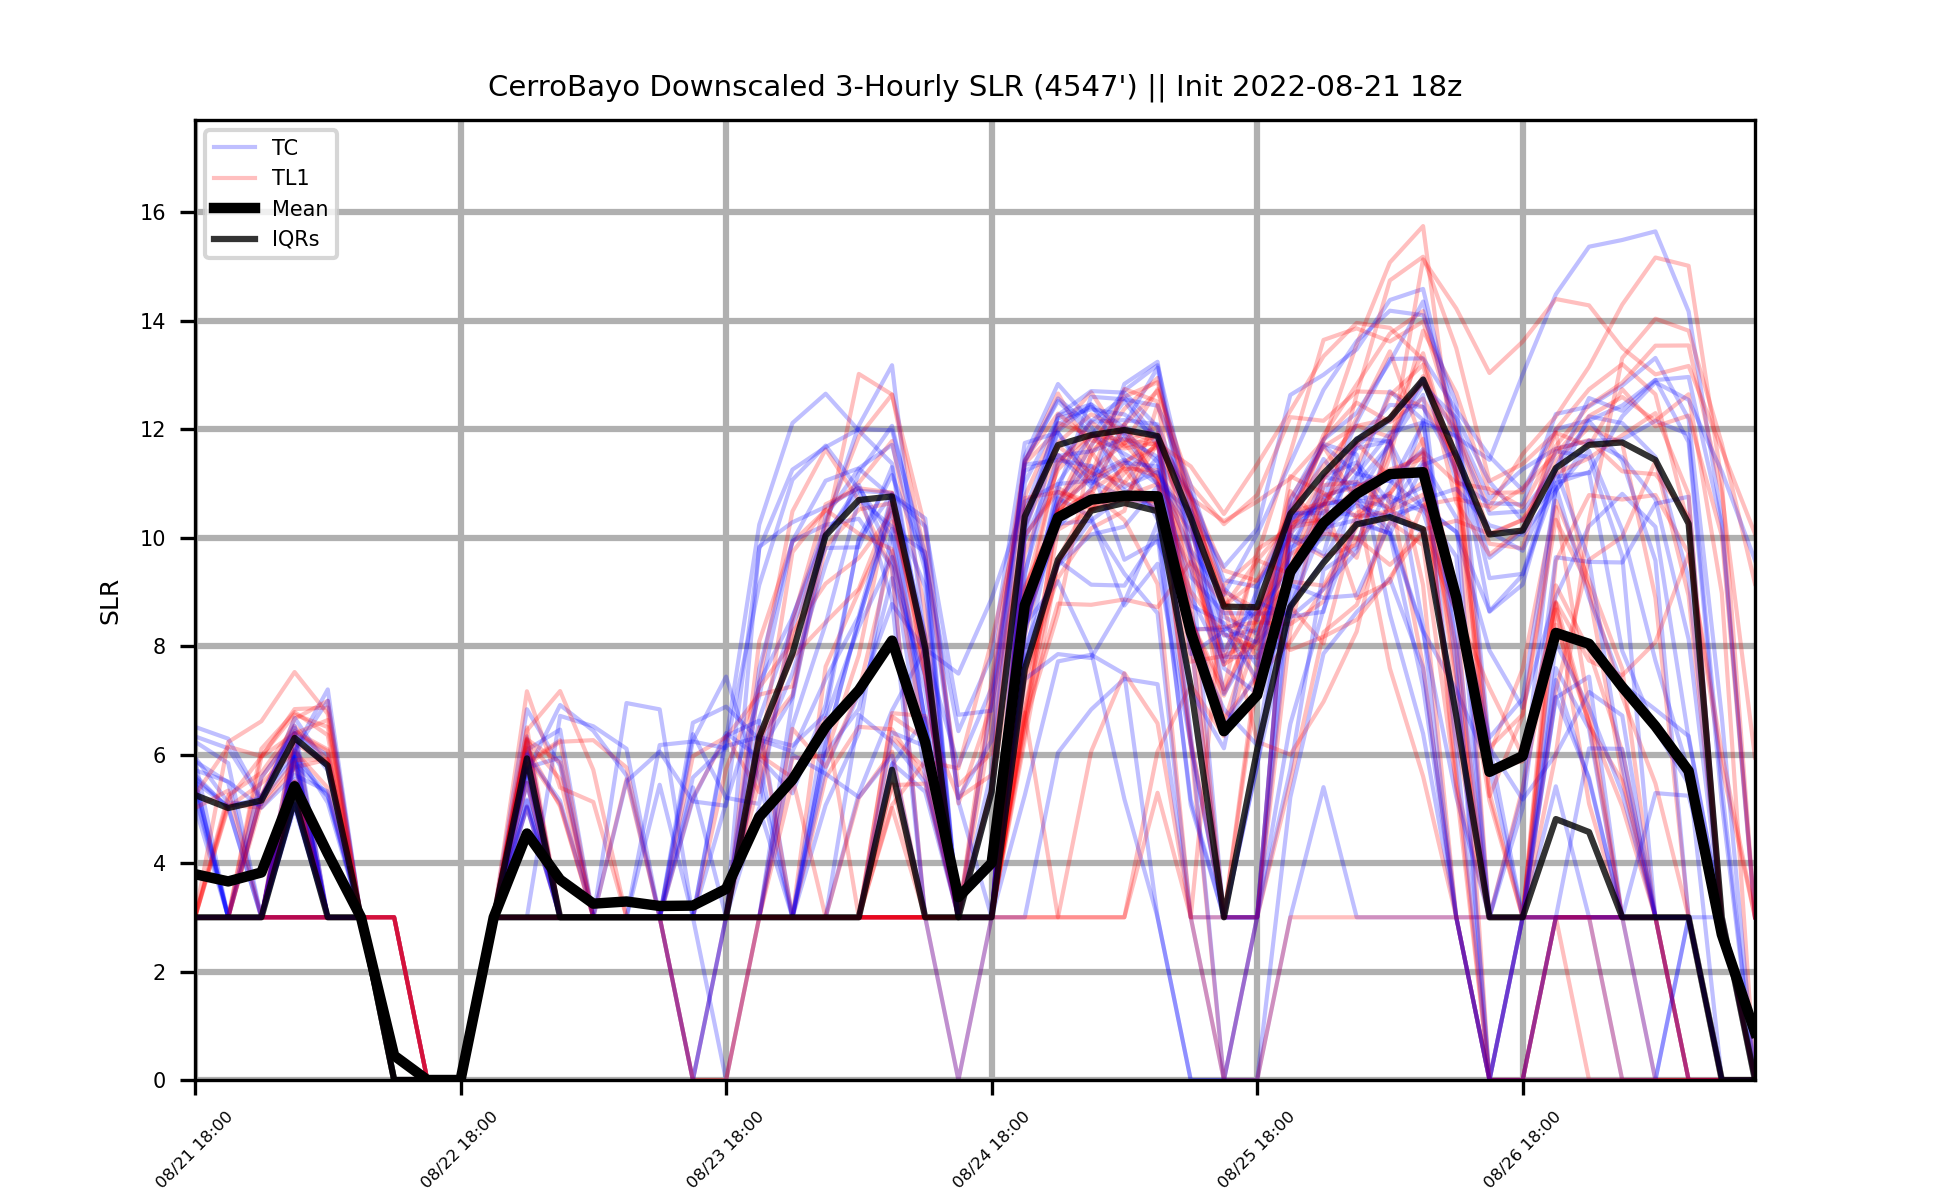 CerroBayo Downscaled 3-Hourly SLR (4547') || Init 2022-08-21 18z
TC
TL1
Mean
IQRs
16
14
12
10
8
6
4
2
0
SLR
08/21 18:00
08/22 18:00
08/23 18:00
08/24 18:00
08/25 18:00
08/26 18:00